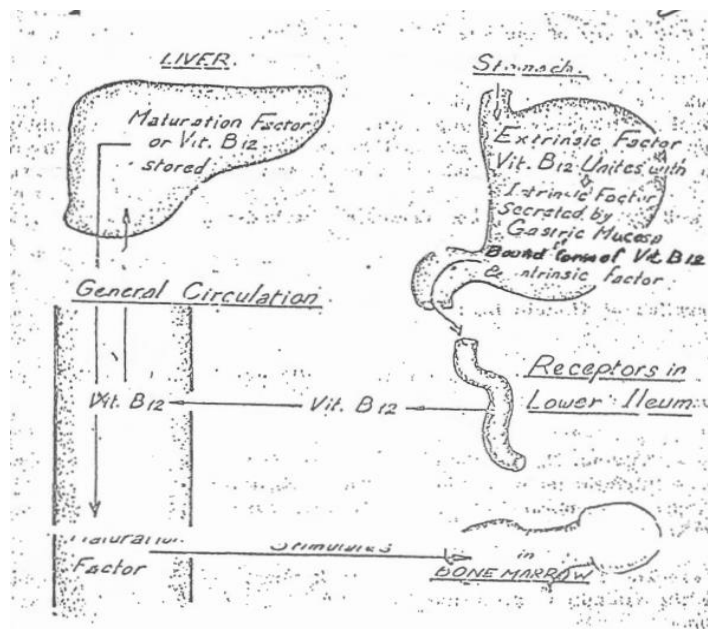 LIVER.
Maturation Factor
or Vit. B12
stored
Stomach.
Extrinsic Factor
Vit. B12 Unites with
Intrinsic Factor
Secreted by
Gastric Mucosa
Bound form of Vit. B12
& Intrinsic Factor
General Circulation
Receptors in
Lower Ileum
Vit. B12
Vit. B12
Maturation
Factor
Stimulates
in
BONE MARROW